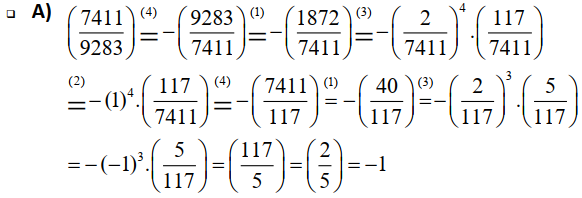 ❑ A) $\left(\frac{7411}{9283}\right) \overset{(4)}{=} -\left(\frac{9283}{7411}\right) \overset{(1)}{=} -\left(\frac{1872}{7411}\right) \overset{(3)}{=} -\left(\frac{2}{7411}\right)^4 \cdot \left(\frac{117}{7411}\right)$
$\overset{(2)}{=} -(1)^4 \cdot \left(\frac{117}{7411}\right) \overset{(4)}{=} -\left(\frac{7411}{117}\right) \overset{(1)}{=} -\left(\frac{40}{117}\right) \overset{(3)}{=} -\left(\frac{2}{117}\right)^3 \cdot \left(\frac{5}{117}\right)$
$= -(-1)^3 \cdot \left(\frac{5}{117}\right) = \left(\frac{117}{5}\right) = \left(\frac{2}{5}\right) = -1$